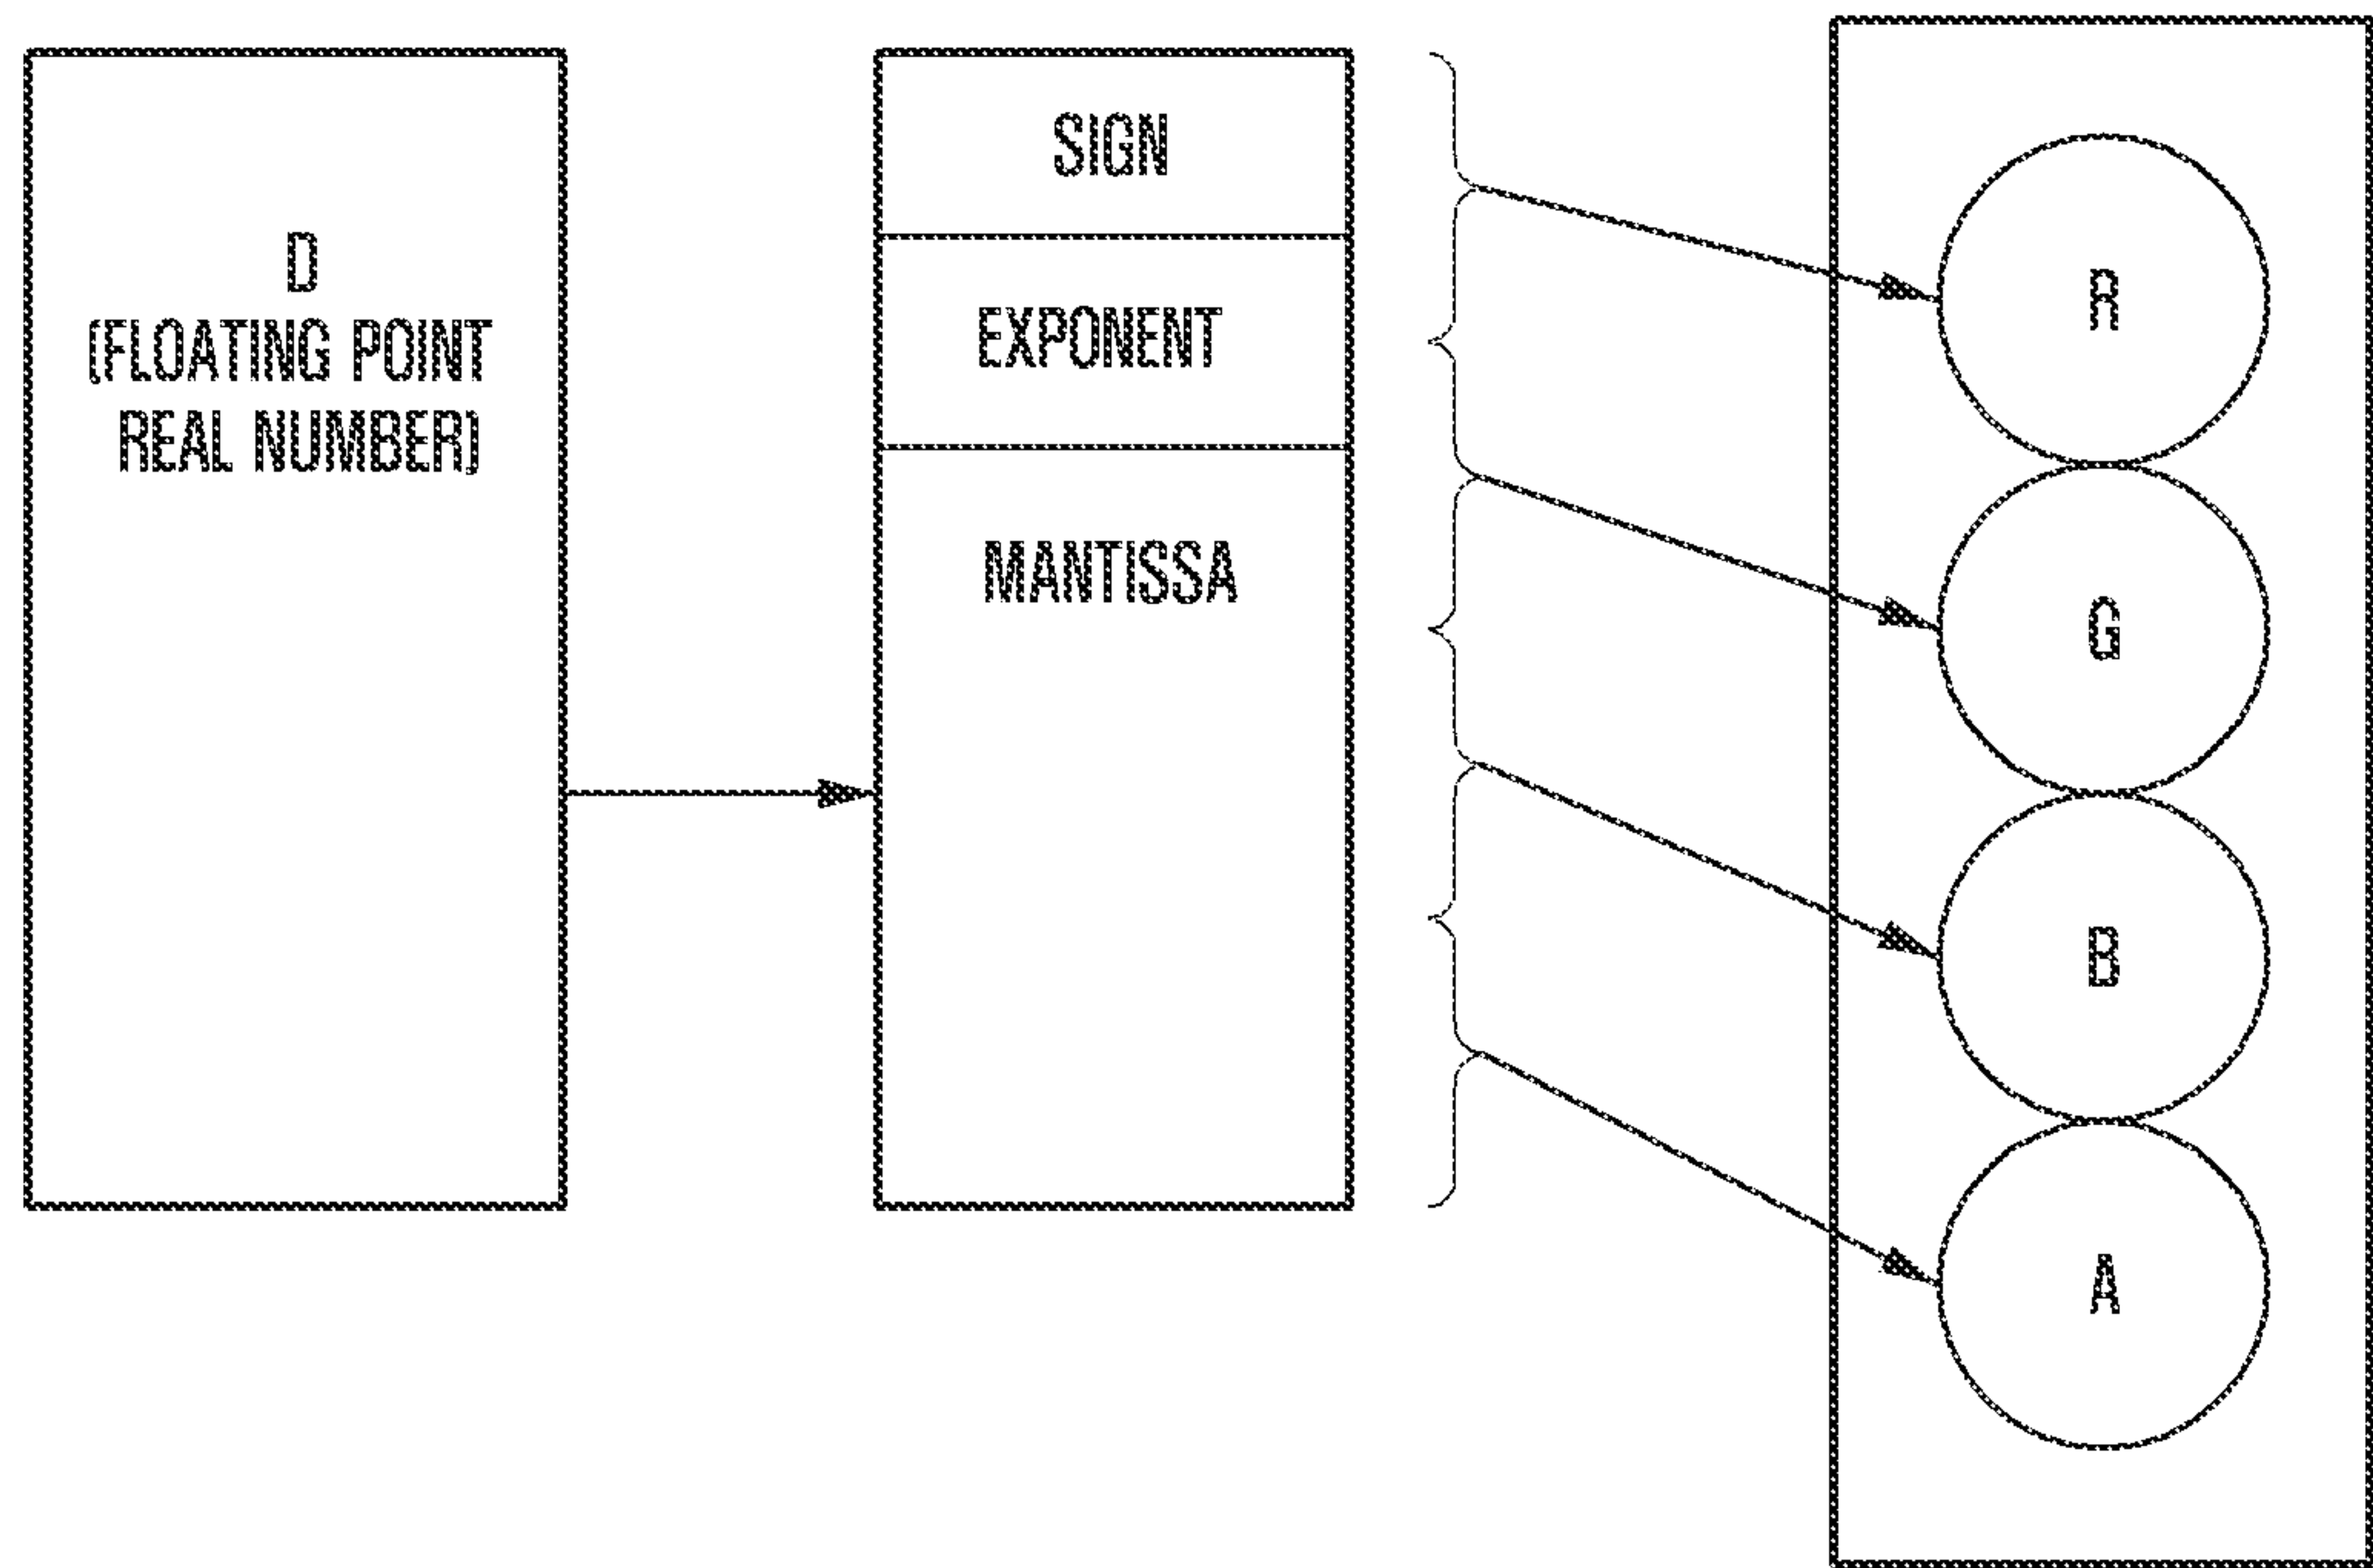 D
(FLOATING POINT
REAL NUMBER)
SIGN
EXPONENT
MANTISSA
R
G
B
A